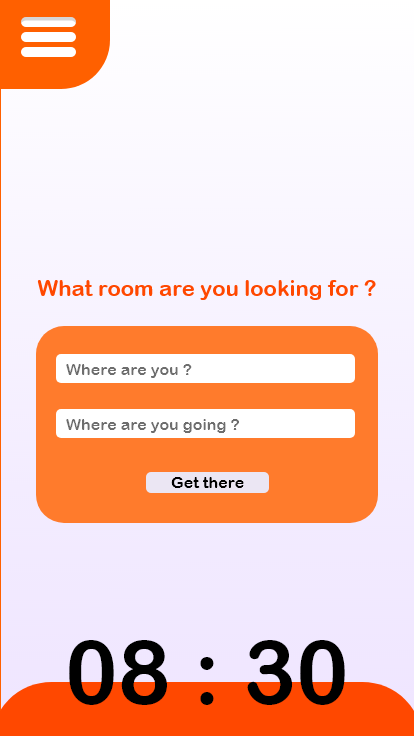 What room are you looking for ?
Where are you ?
Where are you going ?
Get there
08 : 30